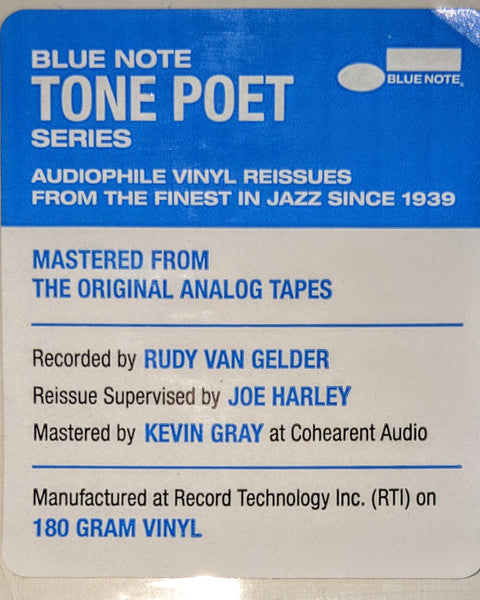 BLUE NOTE
TONE POET
SERIES
BLUE NOTE®
AUDIOPHILE VINYL REISSUES
FROM THE FINEST IN JAZZ SINCE 1939
MASTERED FROM
THE ORIGINAL ANALOG TAPES
Recorded by RUDY VAN GELDER
Reissue Supervised by JOE HARLEY
Mastered by KEVIN GRAY at Cohearent Audio
Manufactured at Record Technology Inc. (RTI) on
180 GRAM VINYL